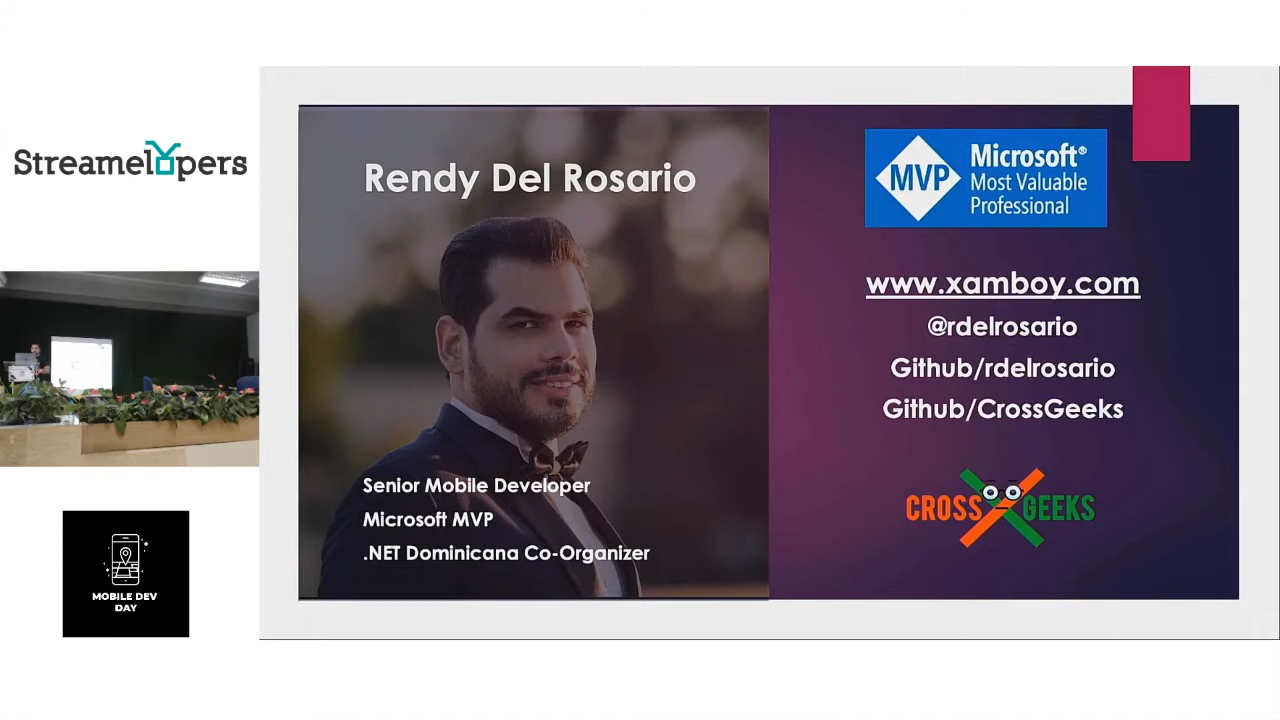 Streamelopers
MOBILE DEV
DAY
Rendy Del Rosario
Senior Mobile Developer
Microsoft MVP
.NET Dominicana Co-Organizer
MVP
Microsoft®
Most Valuable
Professional
www.xamboy.com
@rdelrosario
Github/rdelrosario
Github/CrossGeeks
CROSS GEEKS